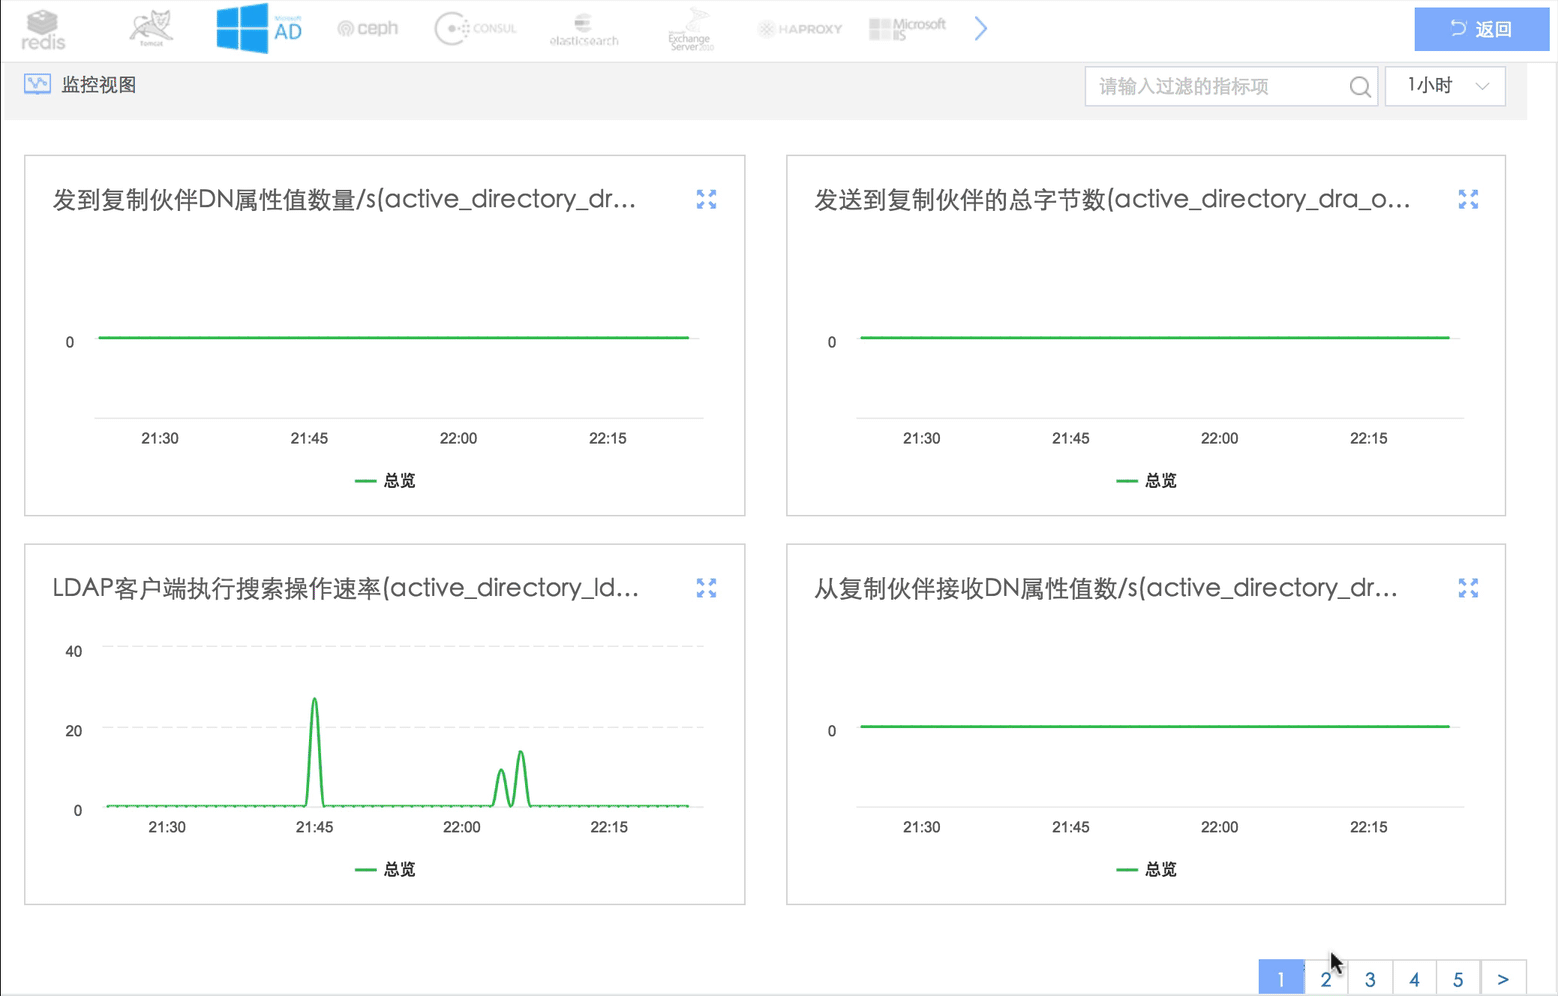 redis
Tomcat
Microsoft
AD
ceph
CONSUL
elasticsearch
Exchange
Server 2010
HAPROXY
Microsoft
IIS
返回
监控视图
请输入过滤的指标项
1小时
发到复制伙伴DN属性值数量/s(active_directory_dr...
0
21:30 21:45 22:00 22:15
总览
发送到复制伙伴的总字节数(active_directory_dra_o...
0
21:30 21:45 22:00 22:15
总览
LDAP客户端执行搜索操作速率(active_directory_ld...
40
20
0
21:30 21:45 22:00 22:15
总览
从复制伙伴接收DN属性值数/s(active_directory_dr...
0
21:30 21:45 22:00 22:15
总览
1 2 3 4 5 >